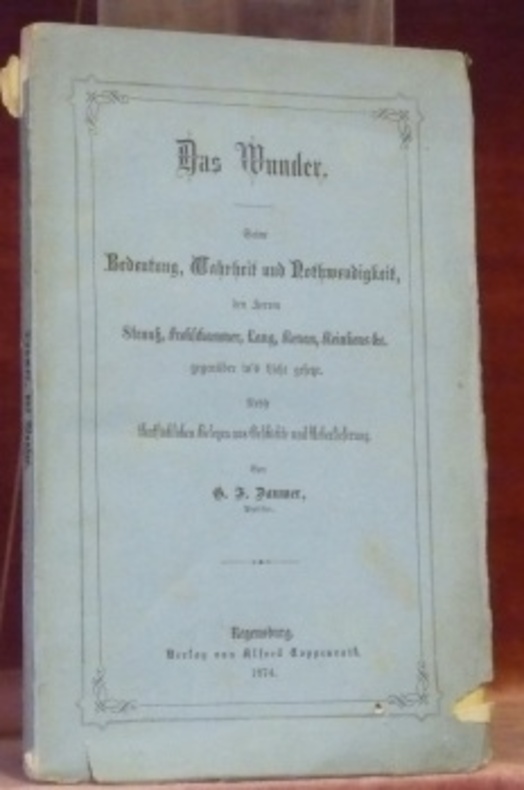 Das Wunder.
Seine
Bedeutung, Wahrheit und Nothwendigkeit,
den Herren
Strauß, Frohschammer, Lang, Renan, Reinkens &c.
gegenüber in's Licht gesetzt.
Nebst
thatsächlichen Belegen aus Geschichte und Ueberlieferung.
Von
G. F. Daumer,
Regensburg.
Verlag von Alfred Coppenrath.
1874.